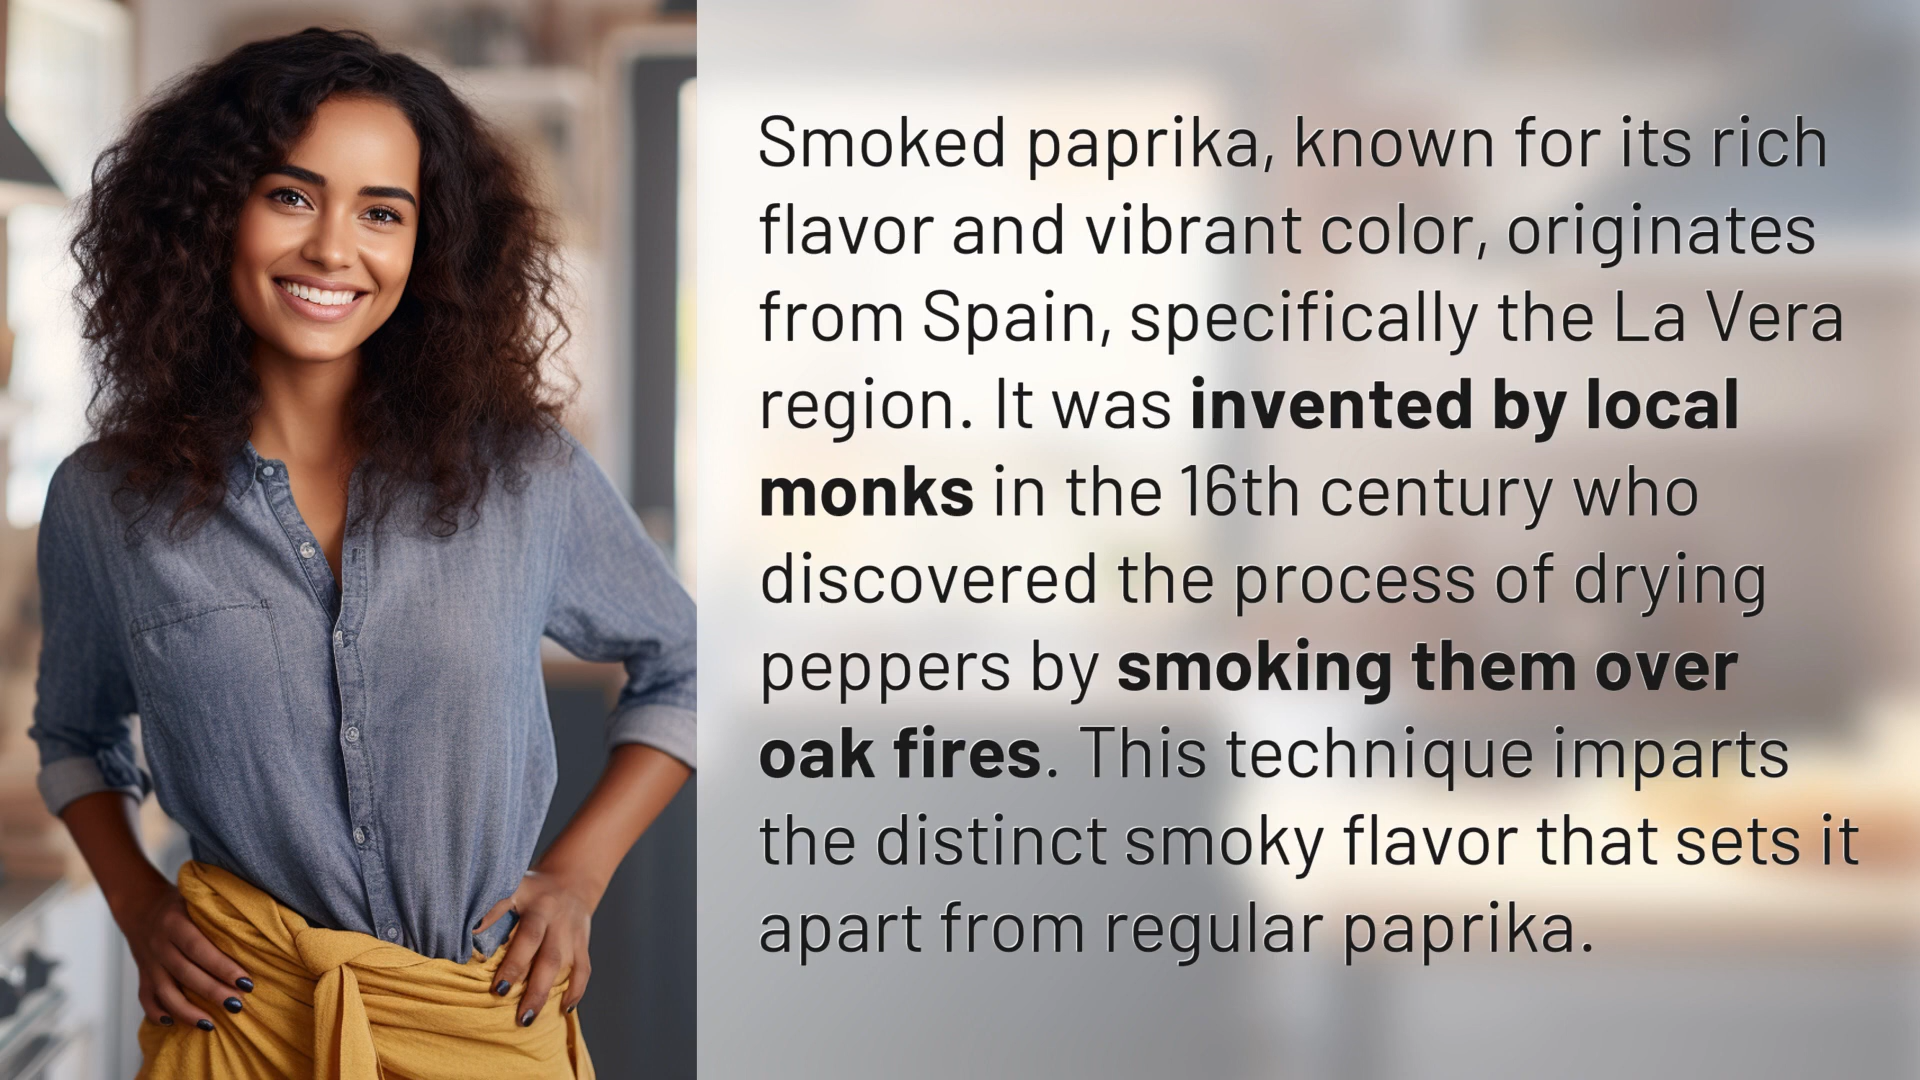 Smoked paprika, known for its rich
flavor and vibrant color, originates
from Spain, specifically the La Vera
region. It was invented by local
monks in the 16th century who
discovered the process of drying
peppers by smoking them over
oak fires. This technique imparts
the distinct smoky flavor that sets it
apart from regular paprika.